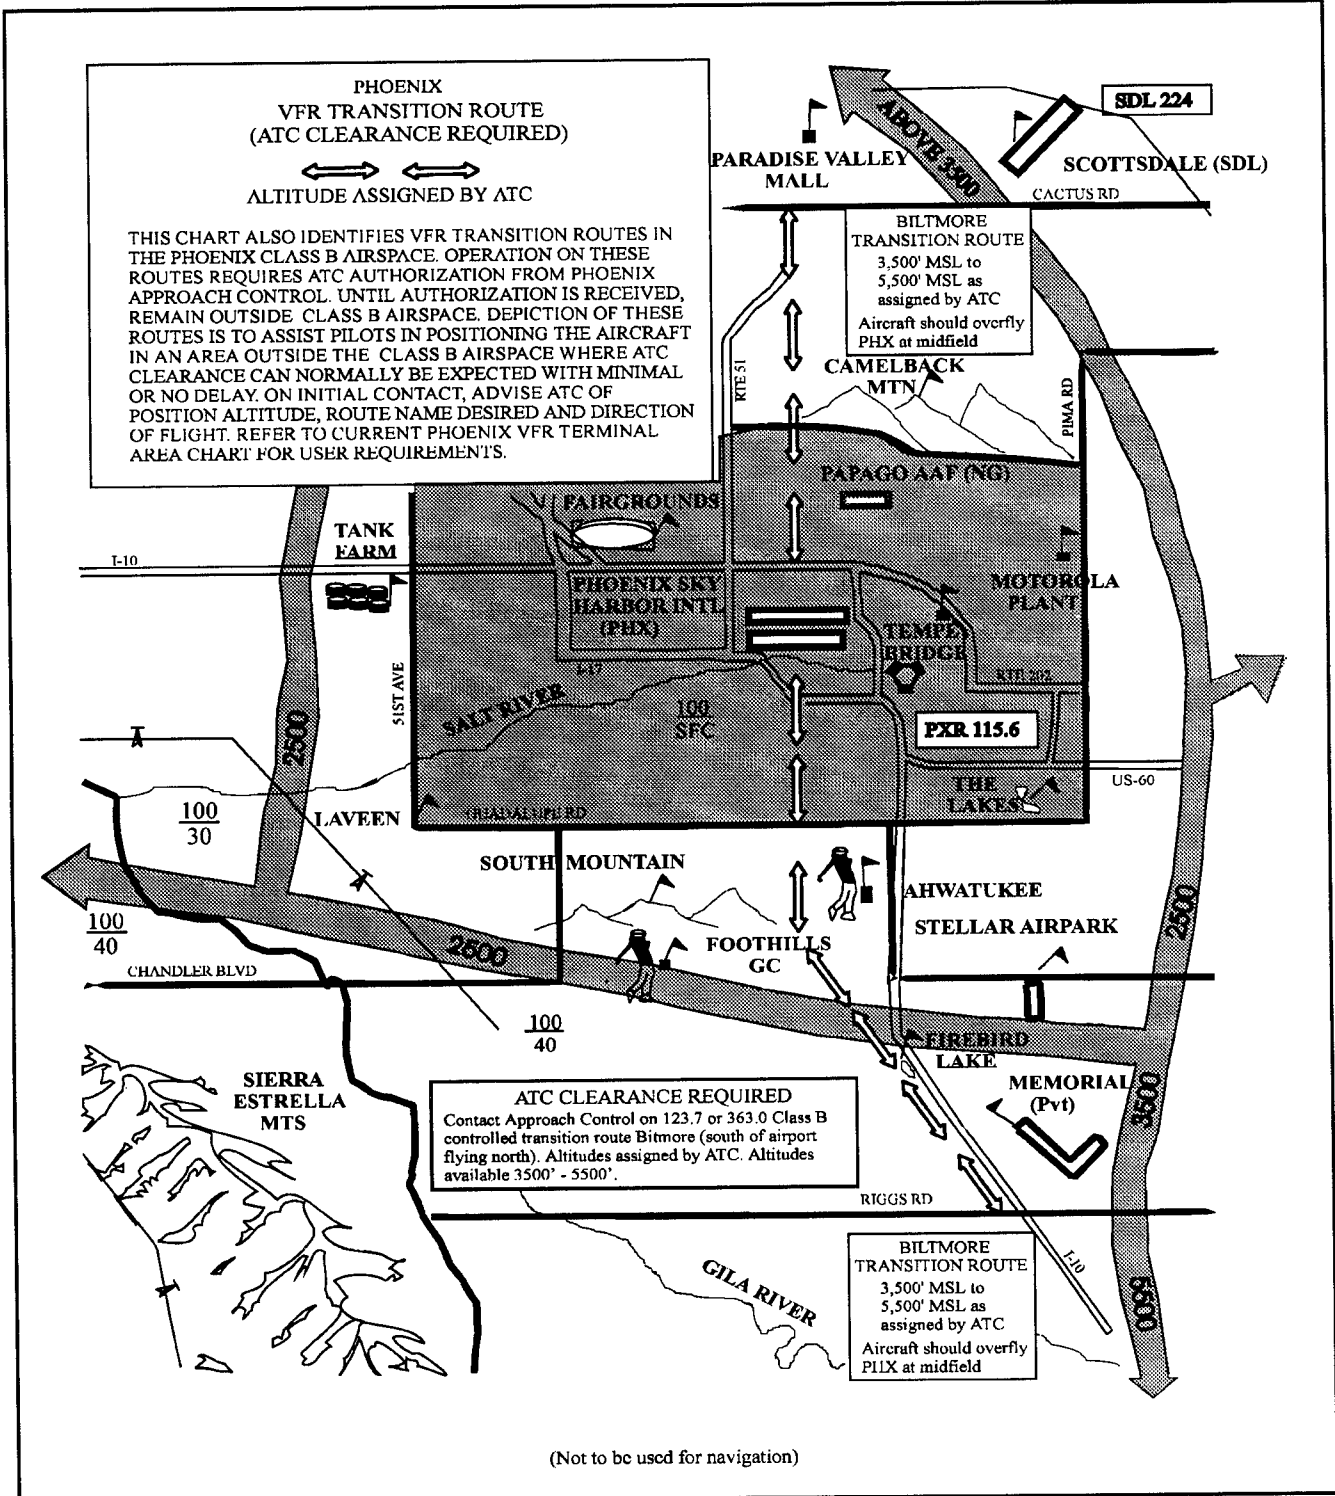 PHOENIX
VFR TRANSITION ROUTE
(ATC CLEARANCE REQUIRED)
ALTITUDE ASSIGNED BY ATC
THIS CHART ALSO IDENTIFIES VFR TRANSITION ROUTES IN
THE PHOENIX CLASS B AIRSPACE. OPERATION ON THESE
ROUTES REQUIRES ATC AUTHORIZATION FROM PHOENIX
APPROACH CONTROL. UNTIL AUTHORIZATION IS RECEIVED,
REMAIN OUTSIDE CLASS B AIRSPACE. DEPICTION OF THESE
ROUTES IS TO ASSIST PILOTS IN POSITIONING THE AIRCRAFT
IN AN AREA OUTSIDE THE CLASS B AIRSPACE WHERE ATC
CLEARANCE CAN NORMALLY BE EXPECTED WITH MINIMAL
OR NO DELAY. ON INITIAL CONTACT, ADVISE ATC OF
POSITION ALTITUDE, ROUTE NAME DESIRED AND DIRECTION
OF FLIGHT. REFER TO CURRENT PHOENIX VFR TERMINAL
AREA CHART FOR USER REQUIREMENTS.
ABOVE 3500
SDL 224
PARADISE VALLEY
MALL
SCOTTSDALE (SDL)
CACTUS RD
BILTMORE
TRANSITION ROUTE
3,500' MSL to
5,500' MSL as
assigned by ATC
Aircraft should overfly
PHX at midfield
RTE 51
CAMELBACK
MTN
PIMA RD
PAPAGO AAF (NG)
FAIRGROUNDS
TANK
FARM
I-10
PHOENIX SKY
HARBOR INTL
(PHX)
MOTOROLA
PLANT
TEMPE
BRIDGE
I-17
RTE 202
51ST AVE
SALT RIVER
100
SFC
PXR 115.6
2500
US-60
THE
LAKES
100
30
LAVEEN
GUADALUPE RD
SOUTH MOUNTAIN
AHWATUKEE
STELLAR AIRPARK
2500
100
40
2500
FOOTHILLS
GC
CHANDLER BLVD
100
40
FIREBIRD
LAKE
SIERRA
ESTRELLA
MTS
MEMORIAL
(Pvt)
3500
ATC CLEARANCE REQUIRED
Contact Approach Control on 123.7 or 363.0 Class B
controlled transition route Bitmore (south of airport
flying north). Altitudes assigned by ATC. Altitudes
available 3500' - 5500'.
RIGGS RD
GILA RIVER
I-10
BILTMORE
TRANSITION ROUTE
3,500' MSL to
5,500' MSL as
assigned by ATC
Aircraft should overfly
PHX at midfield
5500
(Not to be used for navigation)